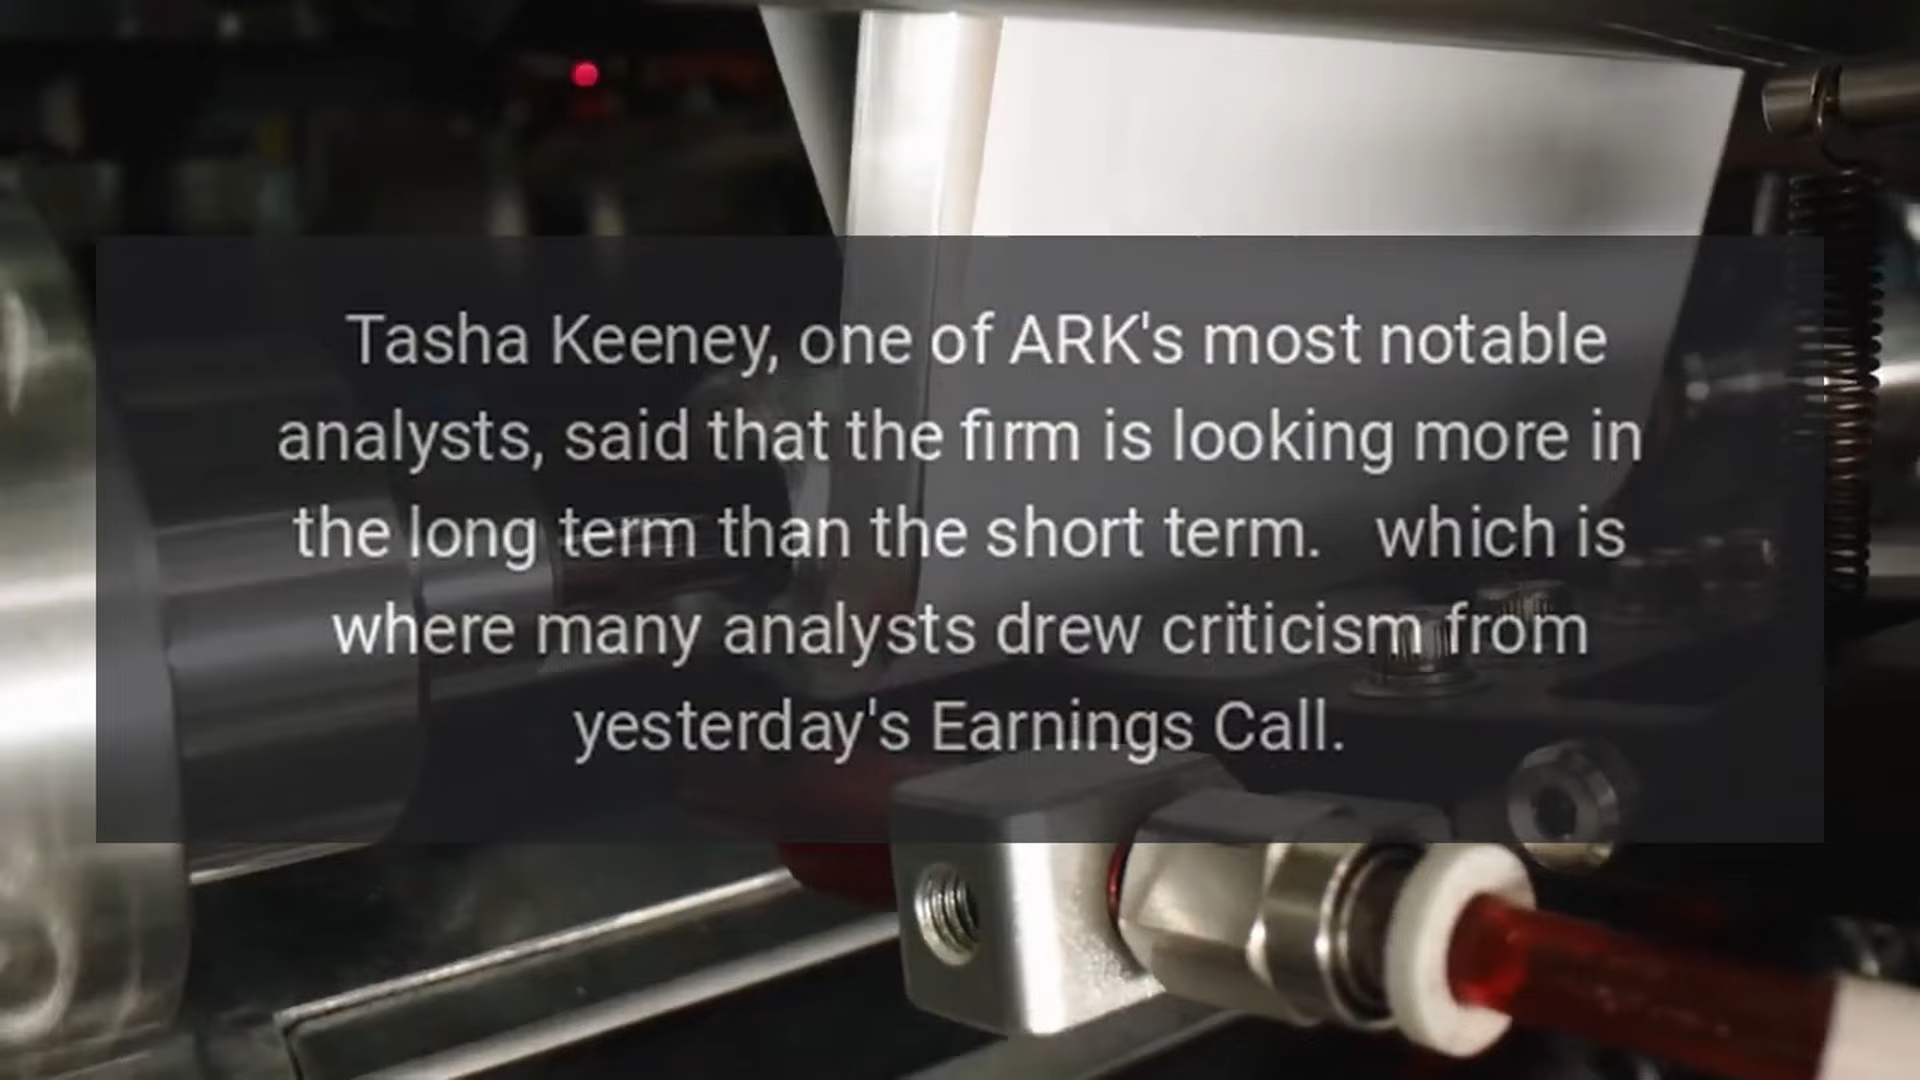 Tasha Keeney, one of ARK's most notable
analysts, said that the firm is looking more in
the long term than the short term.   which is
where many analysts drew criticism from
yesterday's Earnings Call.